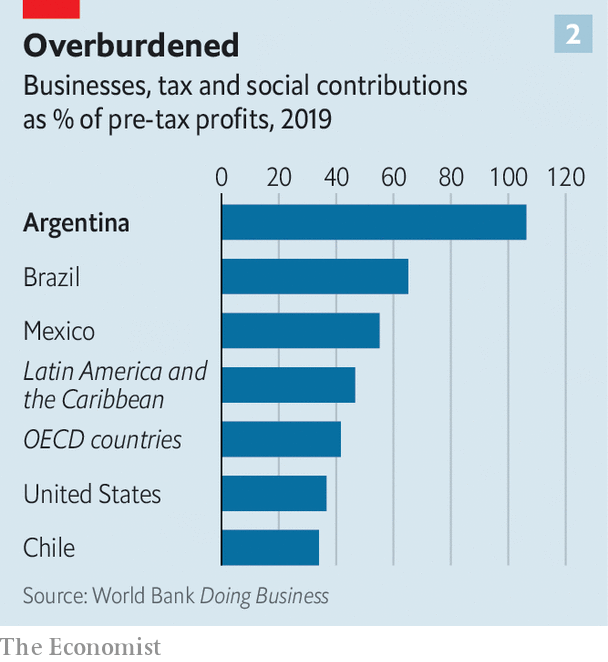 Overburdened
2
Businesses, tax and social contributions
as % of pre-tax profits, 2019
0 20 40 60 80 100 120
Argentina
Brazil
Mexico
Latin America and
the Caribbean
OECD countries
United States
Chile
Source: World Bank Doing Business
The Economist